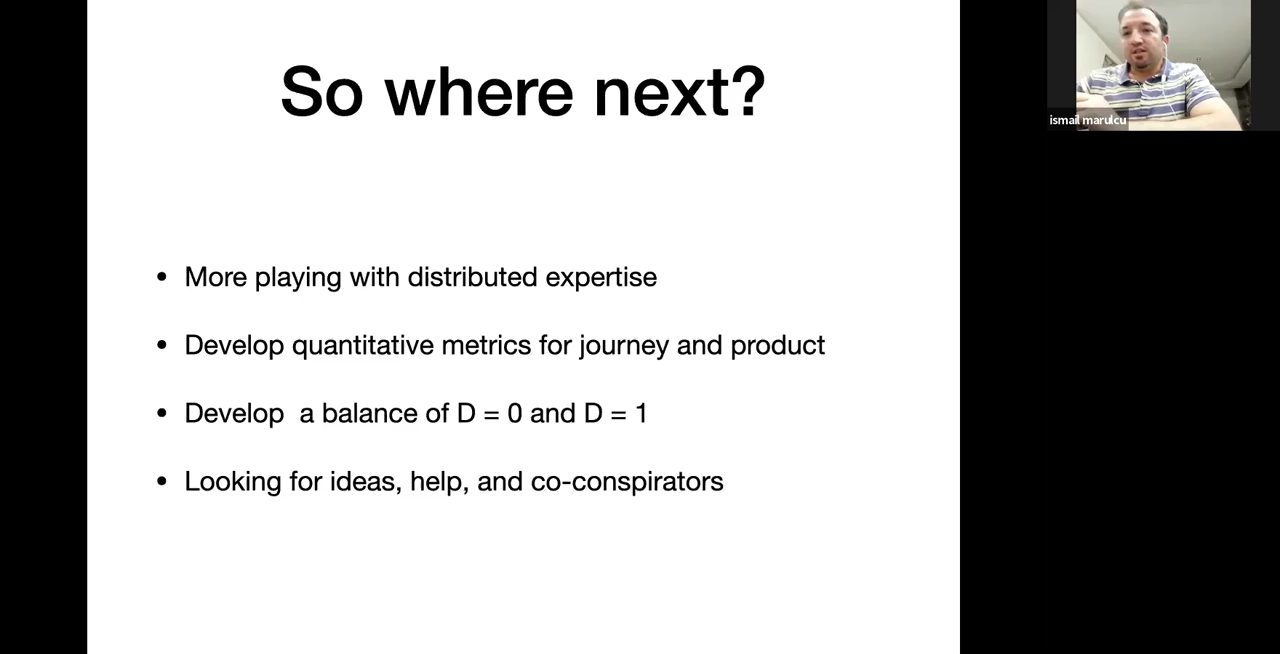 So where next?
• More playing with distributed expertise
• Develop quantitative metrics for journey and product
• Develop  a balance of D = 0 and D = 1
• Looking for ideas, help, and co-conspirators
ismail marulcu